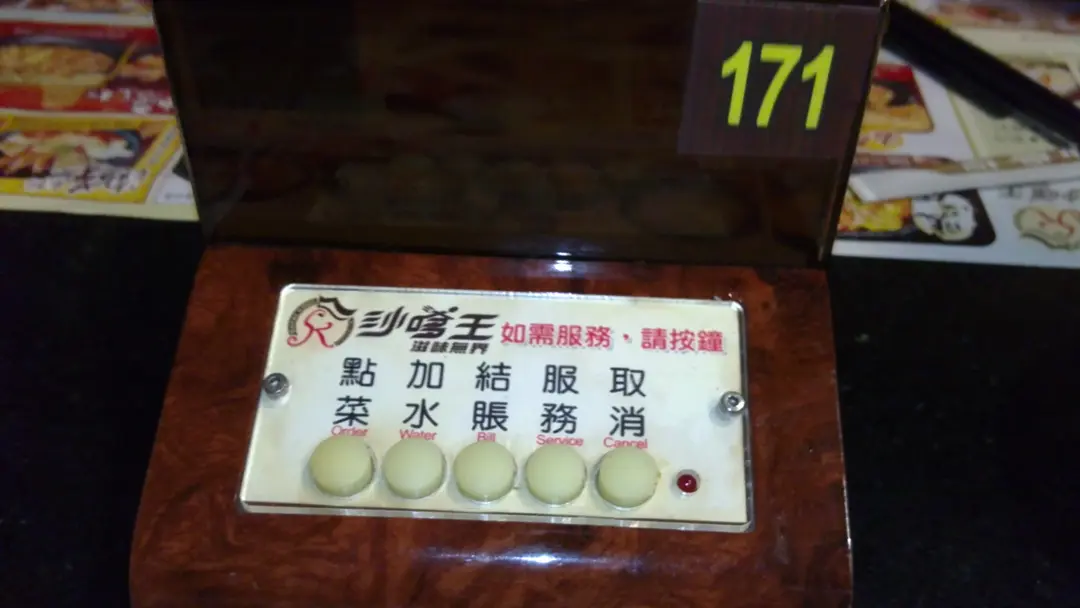 171
沙嗲王 如需服務，請按鐘
滋味無界
點菜 加水 結賬 服務 取消
Order Water Bill Service Cancel